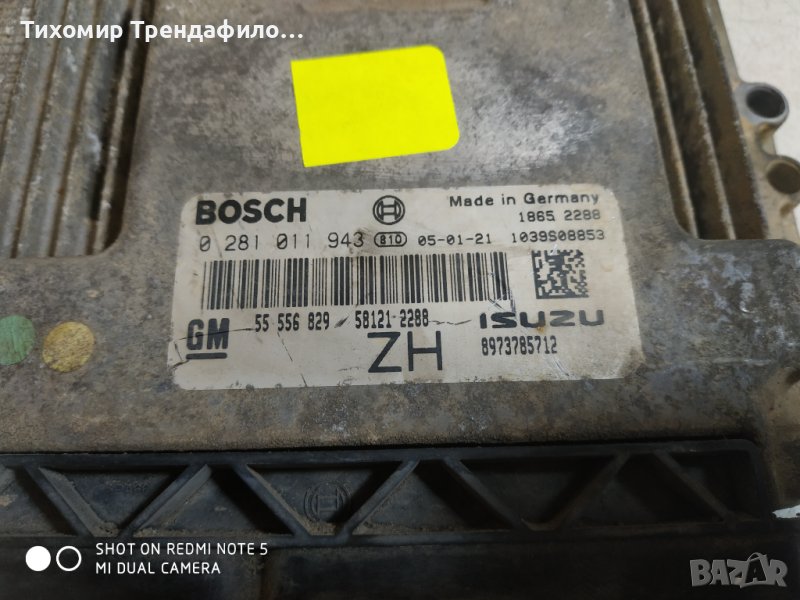 Тихомир Трендафило...
BOSCH
Made in Germany
1865 2288
0 281 011 943 810 05-01-21 1039S08853
GM
55 556 829 58121 2288
ISUZU
ZH
8973785712
SHOT ON REDMI NOTE 5
MI DUAL CAMERA
BAZAR